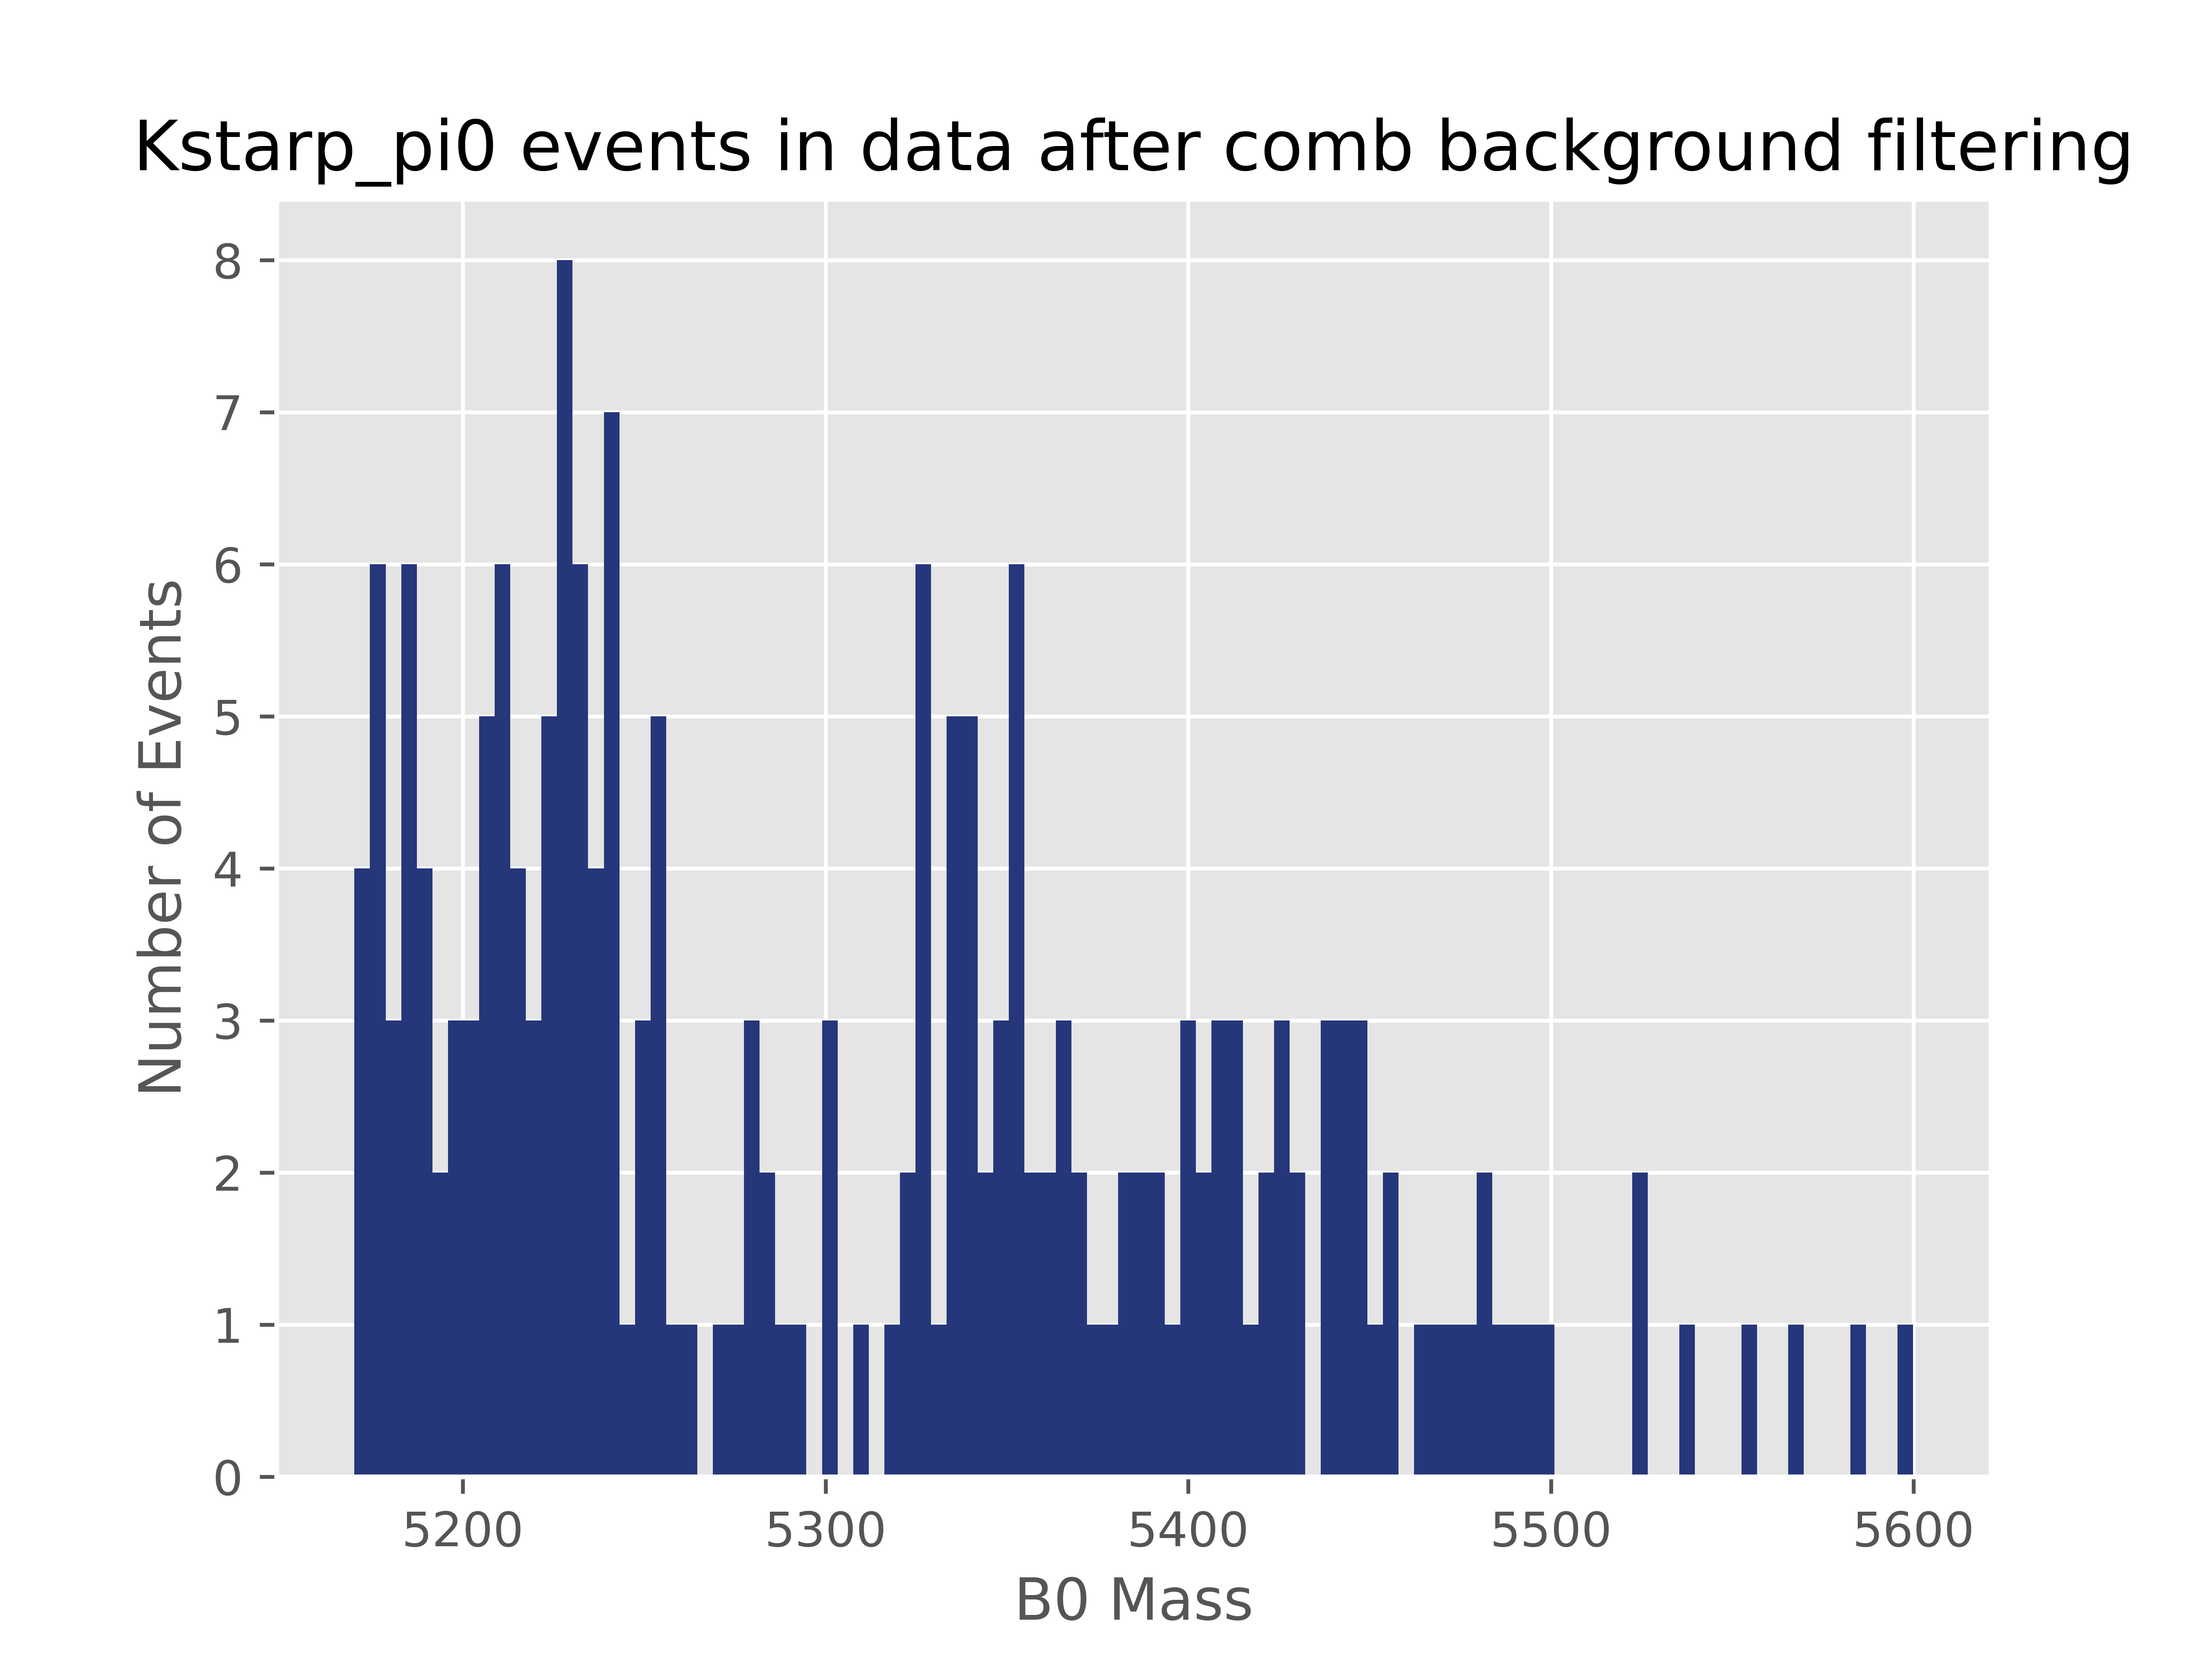 Kstarp_pi0 events in data after comb background filtering
8
7
6
5
4
3
2
1
0
Number of Events
5200 5300 5400 5500 5600
B0 Mass